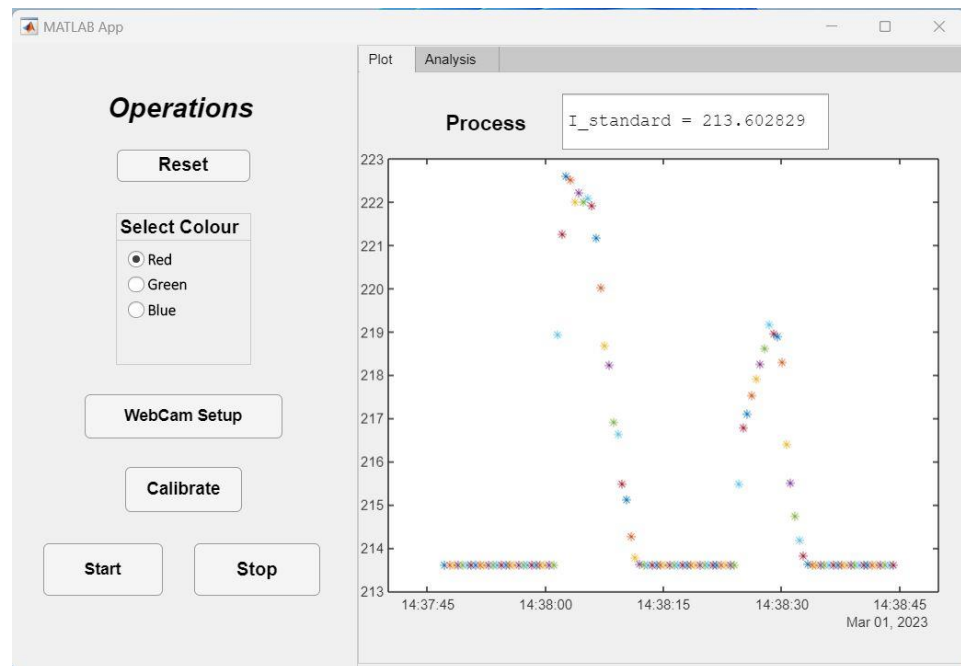 MATLAB App
Operations
Reset
Select Colour
Red
Green
Blue
WebCam Setup
Calibrate
Start
Stop
Plot
Analysis
Process
I_standard = 213.602829
223
222
221
220
219
218
217
216
215
214
213
14:37:45
14:38:00
14:38:15
14:38:30
14:38:45
Mar 01, 2023